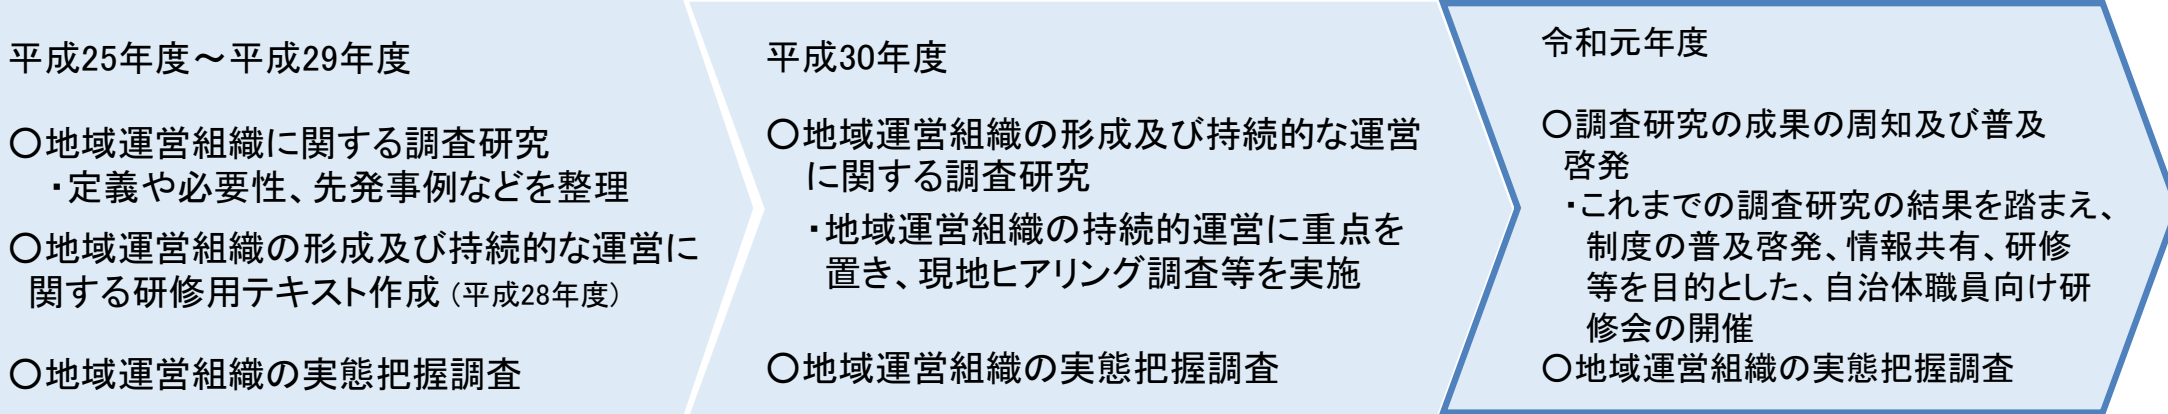 平成25年度～平成29年度
〇地域運営組織に関する調査研究
・定義や必要性、先発事例などを整理
〇地域運営組織の形成及び持続的な運営に
関する研修用テキスト作成（平成28年度）
〇地域運営組織の実態把握調査
平成30年度
〇地域運営組織の形成及び持続的な運営
に関する調査研究
・地域運営組織の持続的運営に重点を
置き、現地ヒアリング調査等を実施
〇地域運営組織の実態把握調査
令和元年度
〇調査研究の成果の周知及び普及
啓発
・これまでの調査研究の結果を踏まえ、
制度の普及啓発、情報共有、研修
等を目的とした、自治体職員向け研
修会の開催
〇地域運営組織の実態把握調査